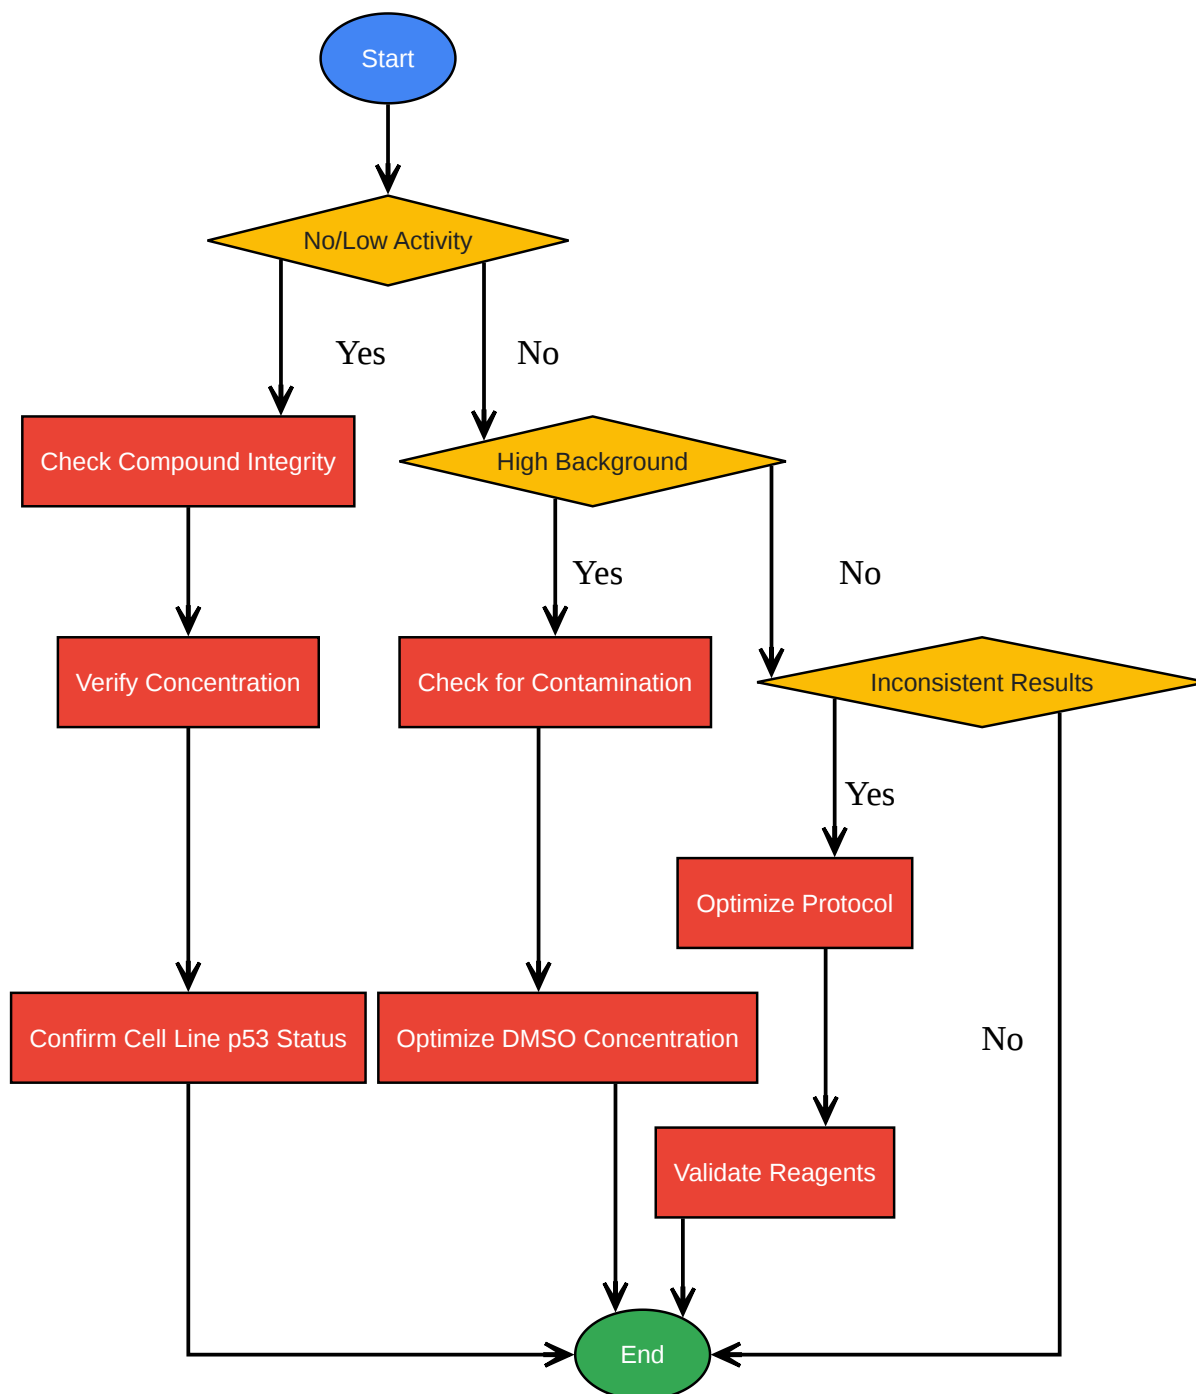 Start
No/Low Activity
Yes
No
Check Compound Integrity
High Background
Yes
No
Verify Concentration
Check for Contamination
Inconsistent Results
Yes
Optimize Protocol
Confirm Cell Line p53 Status
Optimize DMSO Concentration
No
Validate Reagents
End